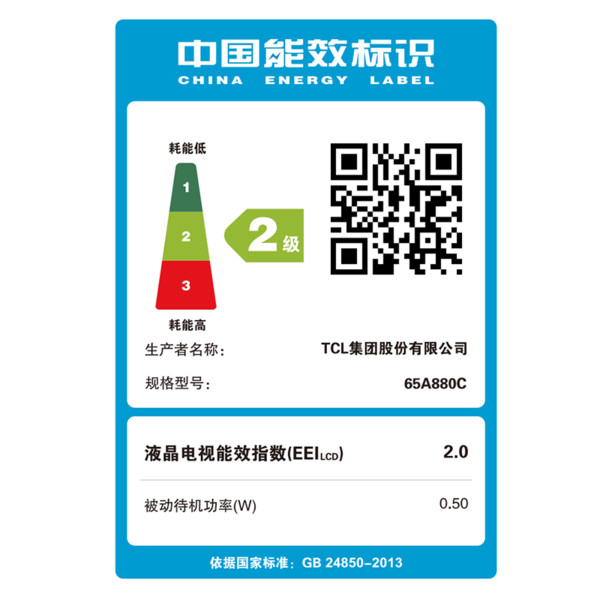 中国能效标识
CHINA ENERGY LABEL
耗能低
1
2
3
2级
耗能高
生产者名称： TCL集团股份有限公司
规格型号： 65A880C
液晶电视能效指数(EEILCD) 2.0
被动待机功率(W) 0.50
依据国家标准：GB 24850-2013